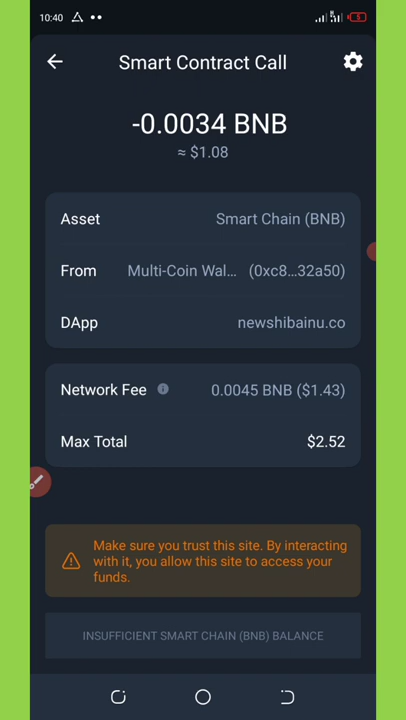 10:40
Smart Contract Call
-0.0034 BNB
≈ $1.08
Asset Smart Chain (BNB)
From Multi-Coin Wal... (0xc8...32a50)
DApp newshibainu.co
Network Fee 0.0045 BNB ($1.43)
Max Total $2.52
Make sure you trust this site. By interacting
with it, you allow this site to access your
funds.
INSUFFICIENT SMART CHAIN (BNB) BALANCE